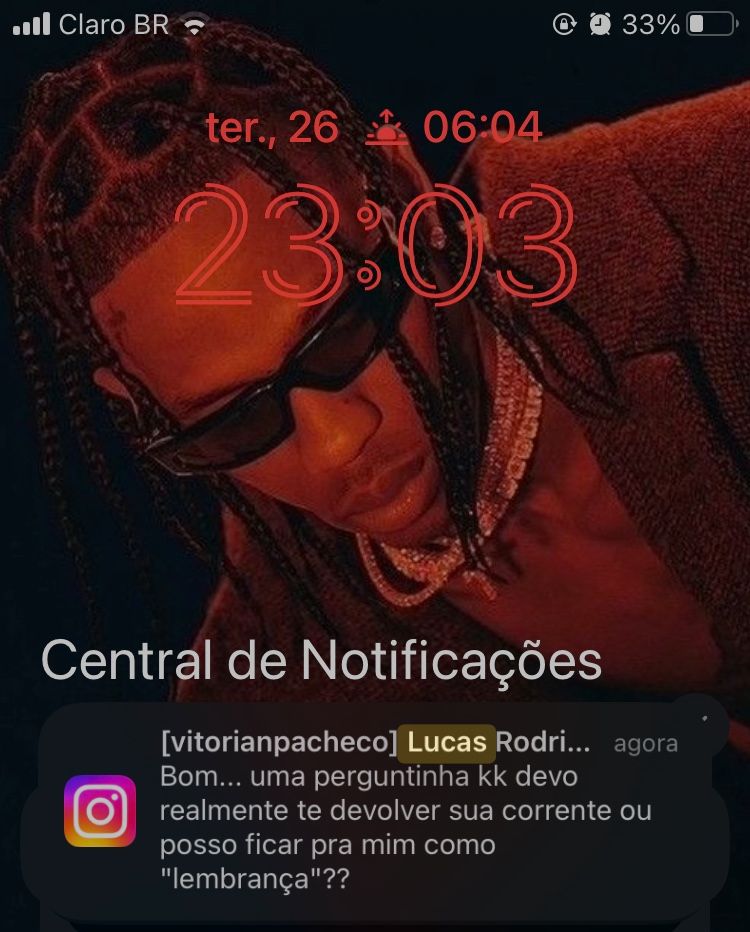 Claro BR 33%
ter., 26 06:04
23:03
Central de Notificações
[vitorianpacheco] Lucas Rodri... agora
Bom... uma perguntinha kk devo
realmente te devolver sua corrente ou
posso ficar pra mim como
"lembrança"??